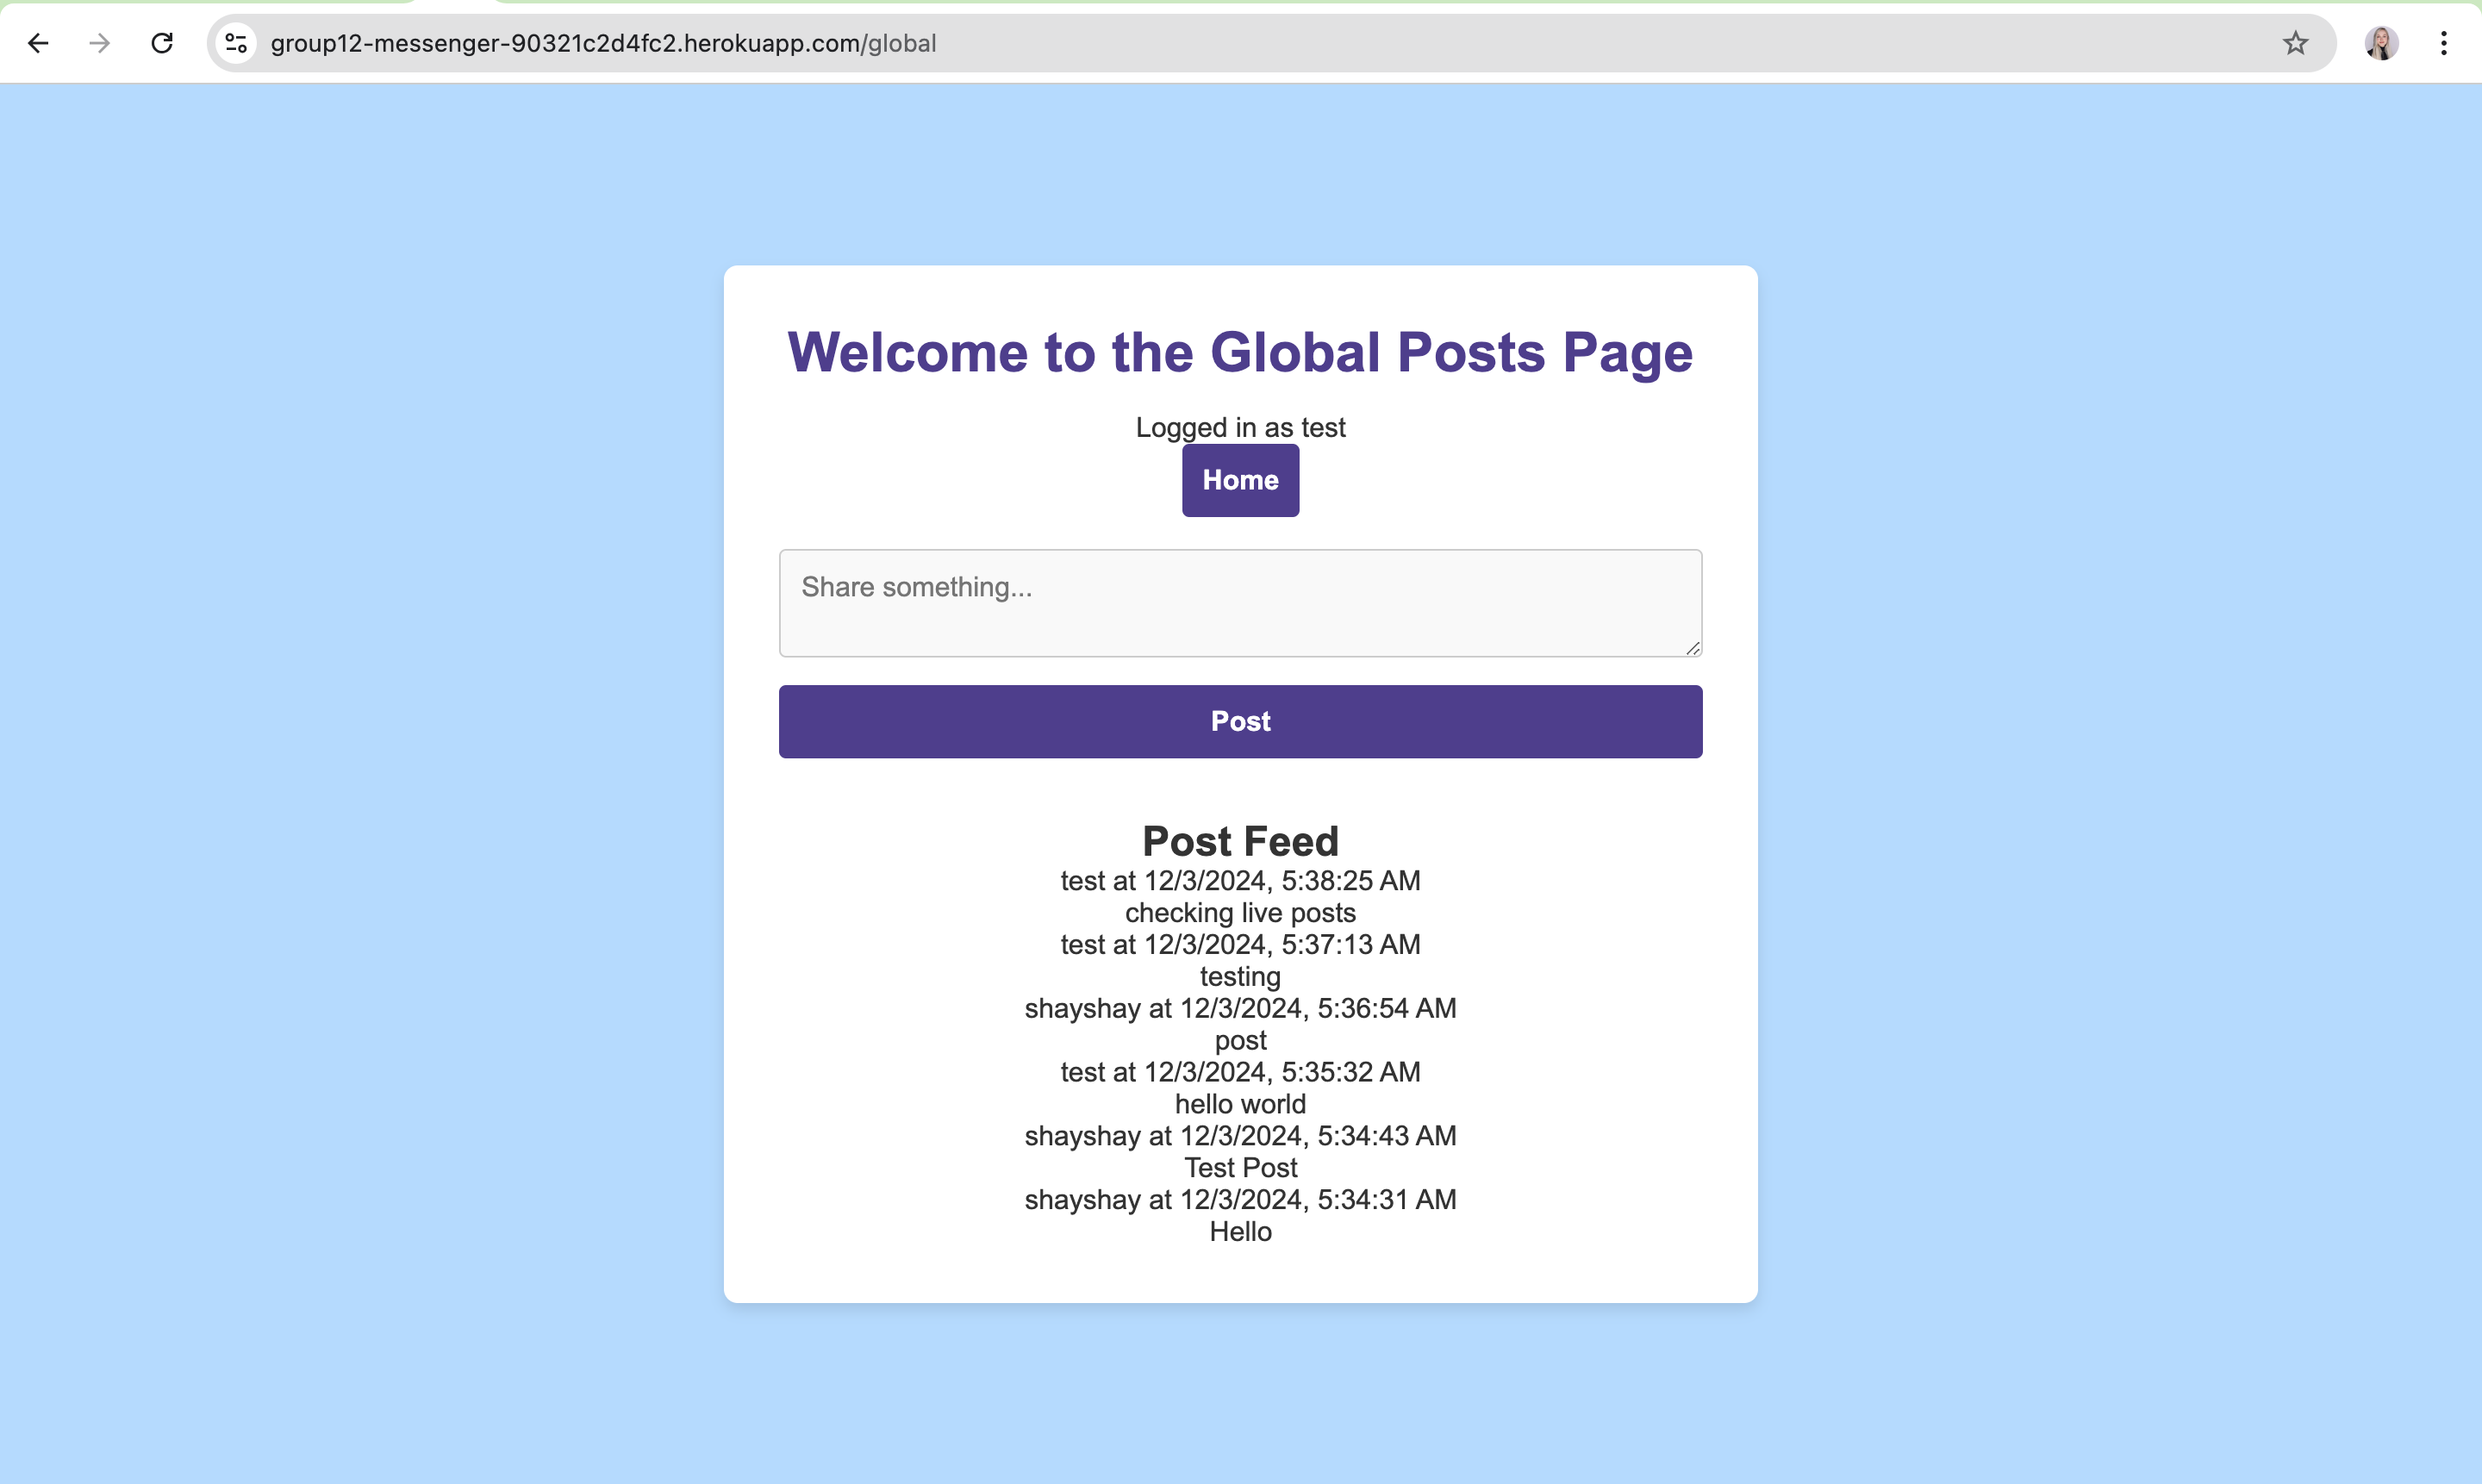 group12-messenger-90321c2d4fc2.herokuapp.com/global
Welcome to the Global Posts Page
Logged in as test
Home
Share something...
Post
Post Feed
test at 12/3/2024, 5:38:25 AM
checking live posts
test at 12/3/2024, 5:37:13 AM
testing
shayshay at 12/3/2024, 5:36:54 AM
post
test at 12/3/2024, 5:35:32 AM
hello world
shayshay at 12/3/2024, 5:34:43 AM
Test Post
shayshay at 12/3/2024, 5:34:31 AM
Hello